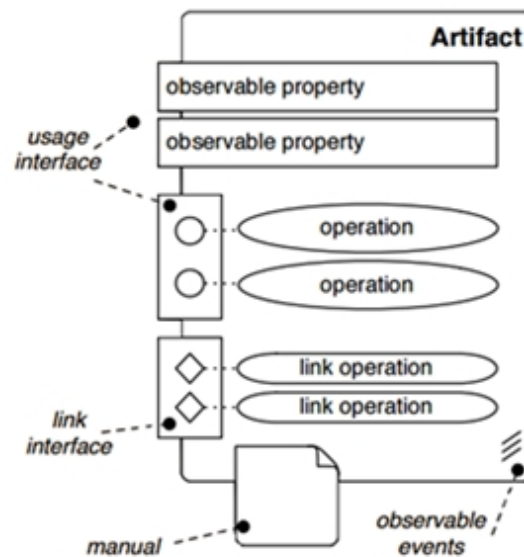 Artifact
observable property
observable property
usage
interface
operation
operation
link operation
link operation
link
interface
manual
observable
events